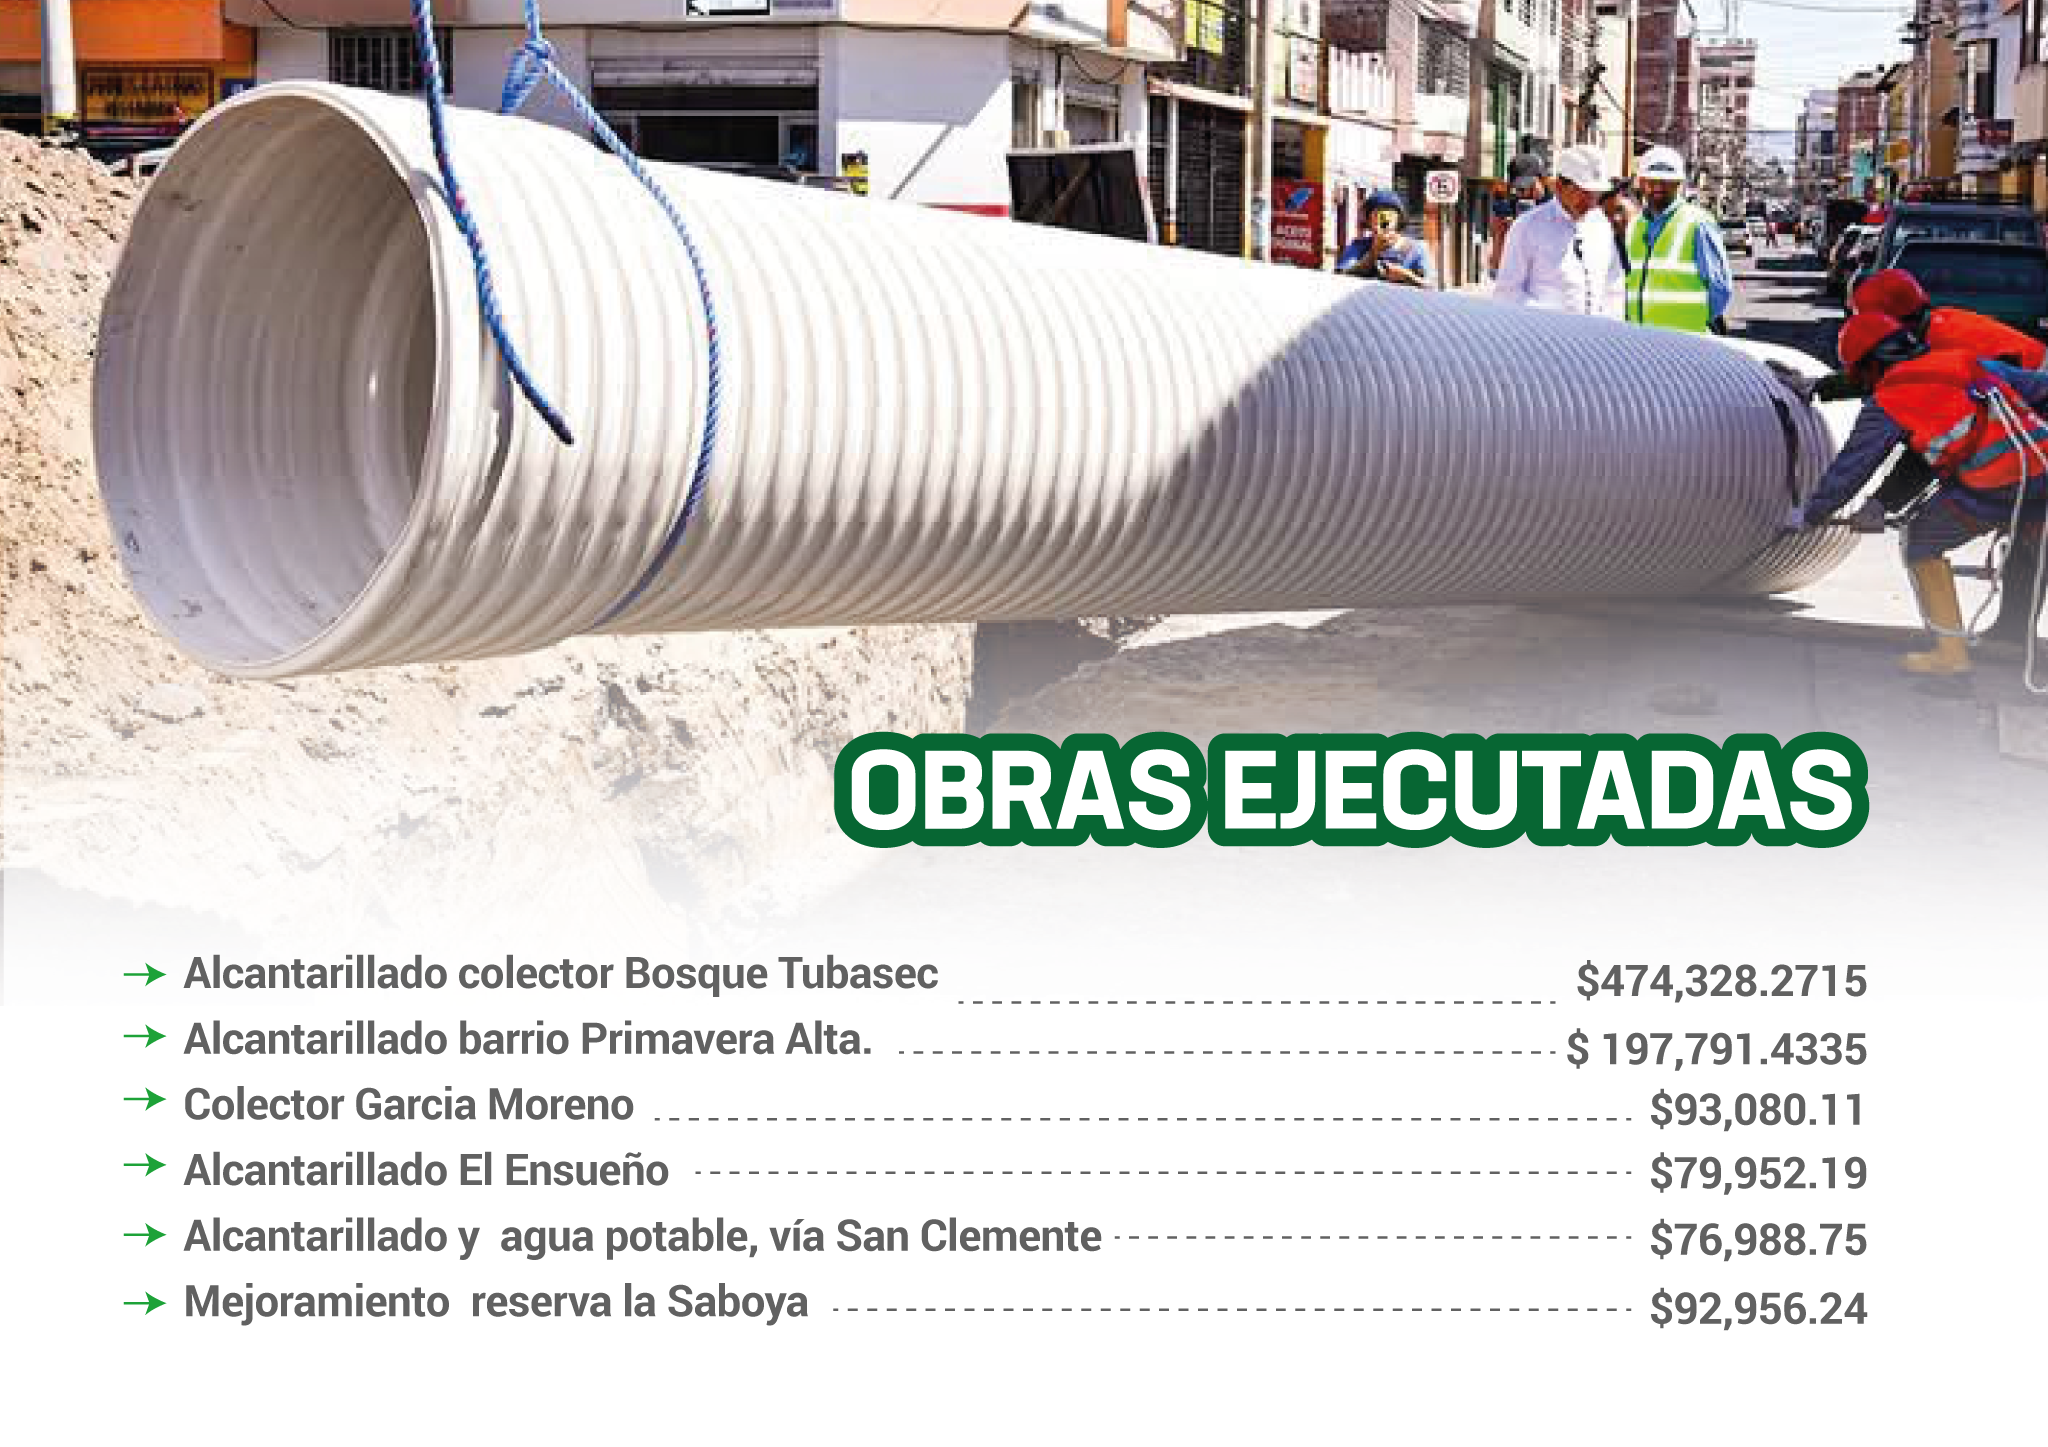 ACEITE
OBRAS EJECUTADAS
Alcantarillado colector Bosque Tubasec $474,328.2715
Alcantarillado barrio Primavera Alta. $ 197,791.4335
Colector Garcia Moreno $93,080.11
Alcantarillado El Ensueño $79,952.19
Alcantarillado y agua potable, vía San Clemente $76,988.75
Mejoramiento reserva la Saboya $92,956.24